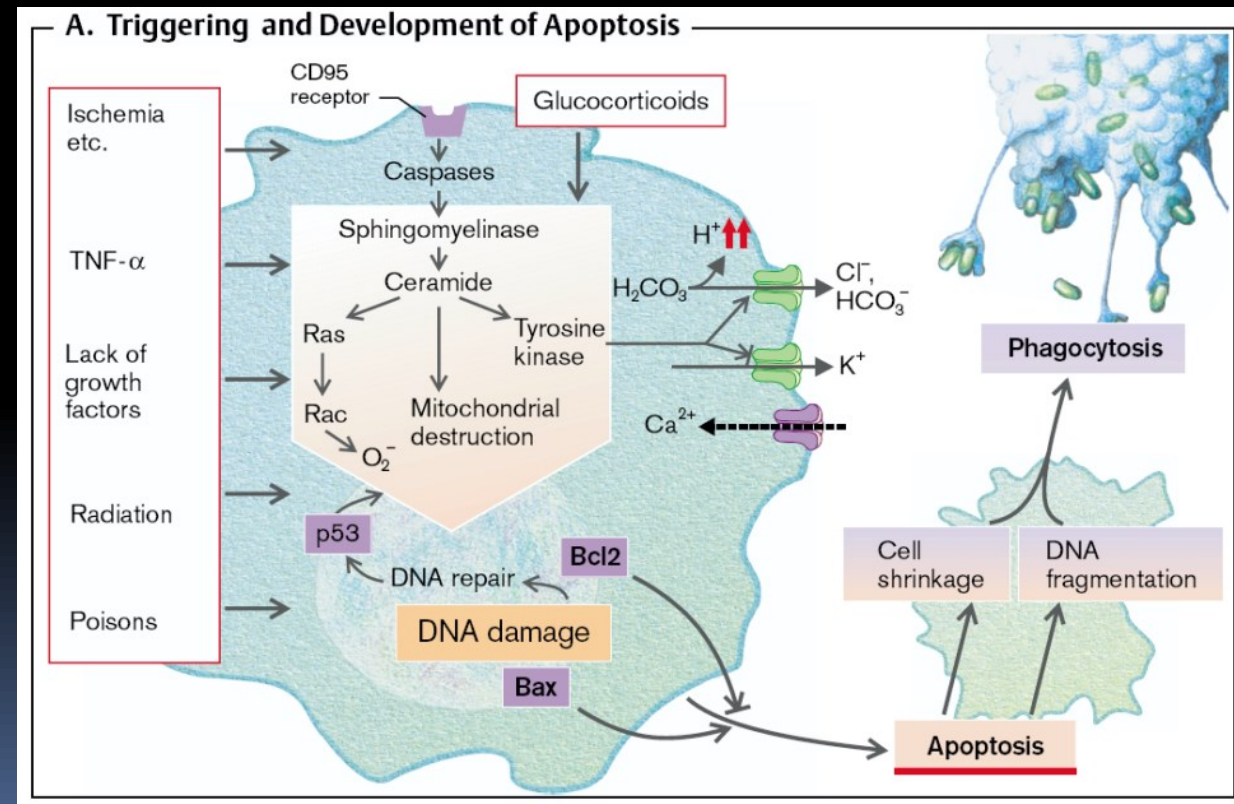 A. Triggering and Development of Apoptosis
Ischemia
etc.
TNF-α
Lack of
growth
factors
Radiation
Poisons
CD95
receptor
Glucocorticoids
Caspases
Sphingomyelinase
Ceramide
Ras
Rac
O₂⁻
Mitochondrial
destruction
Tyrosine
kinase
H⁺
H₂CO₃
Cl⁻,
HCO₃⁻
K⁺
Ca²⁺
p53
DNA repair
Bcl2
DNA damage
Bax
Apoptosis
Cell
shrinkage
DNA
fragmentation
Phagocytosis